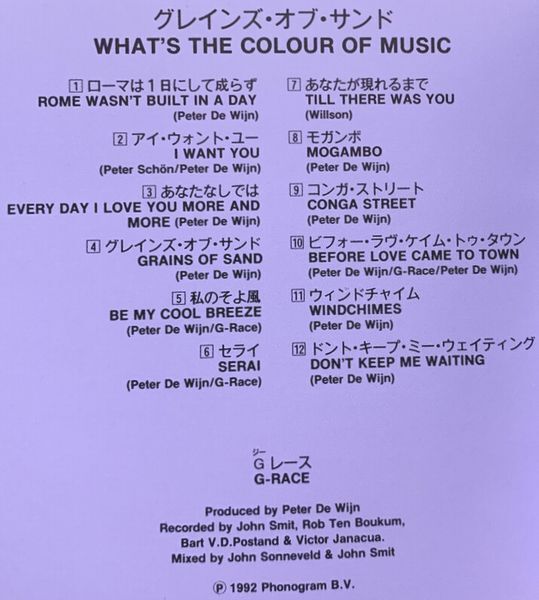 グレインズ・オブ・サンド
WHAT'S THE COLOUR OF MUSIC
1 ローマは1日にして成らず
ROME WASN'T BUILT IN A DAY
(Peter De Wijn)
2 アイ・ウォント・ユー
I WANT YOU
(Peter Schön/Peter De Wijn)
3 あなたなしでは
EVERY DAY I LOVE YOU MORE AND
MORE (Peter De Wijn)
4 グレインズ・オブ・サンド
GRAINS OF SAND
(Peter De Wijn)
5 私のそよ風
BE MY COOL BREEZE
(Peter De Wijn/G-Race)
6 セライ
SERAI
(Peter De Wijn/G-Race)
7 あなたが現れるまで
TILL THERE WAS YOU
(Willson)
8 モガンボ
MOGAMBO
(Peter De Wijn)
9 コンガ・ストリート
CONGA STREET
(Peter De Wijn)
10 ビフォー・ラヴ・ケイム・トゥ・タウン
BEFORE LOVE CAME TO TOWN
(Peter De Wijn/G-Race/Peter De Wijn)
11 ウィンドチャイム
WINDCHIMES
(Peter De Wijn)
12 ドント・キープ・ミー・ウェイティング
DON'T KEEP ME WAITING
(Peter De Wijn)
ジー
G レース
G-RACE
Produced by Peter De Wijn
Recorded by John Smit, Rob Ten Boukum,
Bart V.D.Postand & Victor Janacua.
Mixed by John Sonneveld & John Smit
Ⓟ 1992 Phonogram B.V.